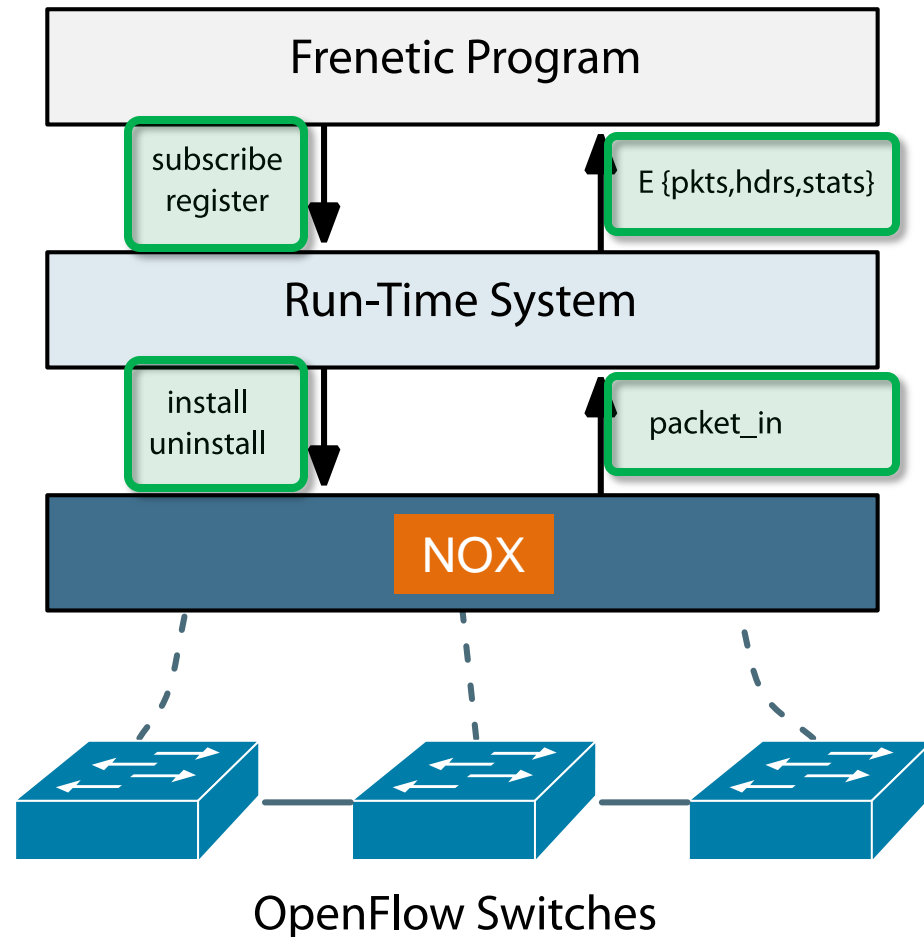 Frenetic Program
subscribe
register
E {pkts,hdrs,stats}
Run-Time System
install
uninstall
packet_in
NOX
OpenFlow Switches